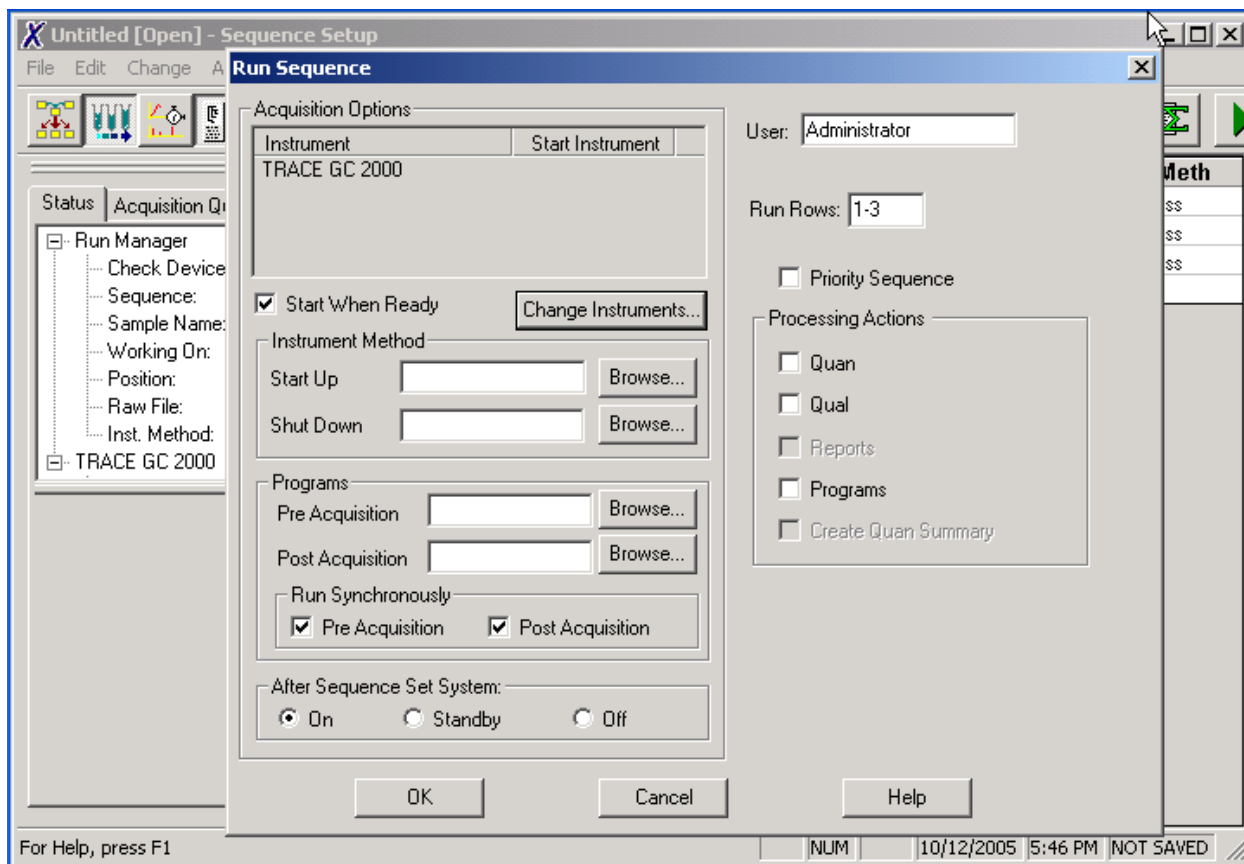 Untitled [Open] - Sequence Setup
File Edit Change A
Run Sequence
Acquisition Options
Instrument Start Instrument
TRACE GC 2000
Start When Ready
Change Instruments...
Instrument Method
Start Up
Browse...
Shut Down
Browse...
Programs
Pre Acquisition
Browse...
Post Acquisition
Browse...
Run Synchronously
Pre Acquisition Post Acquisition
After Sequence Set System:
On Standby Off
User: Administrator
Run Rows: 1-3
Priority Sequence
Processing Actions
Quan
Qual
Reports
Programs
Create Quan Summary
OK Cancel Help
Status Acquisition Qu
Run Manager
Check Device
Sequence:
Sample Name:
Working On:
Position:
Raw File:
Inst. Method:
TRACE GC 2000
Meth
ss
ss
ss
For Help, press F1
NUM 10/12/2005 5:46 PM NOT SAVED